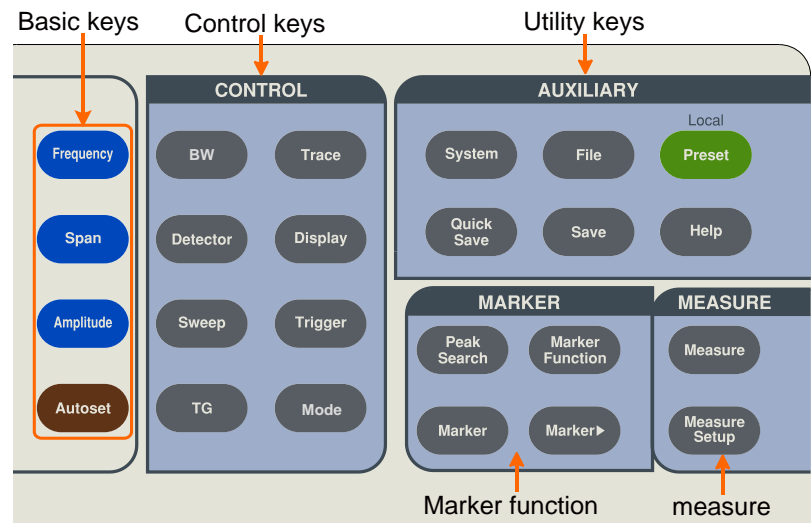 Basic keys
Control keys
Utility keys
CONTROL
AUXILIARY
Local
Frequency
BW
Trace
System
File
Preset
Span
Detector
Display
Quick
Save
Save
Help
MARKER
MEASURE
Amplitude
Sweep
Trigger
Peak
Search
Marker
Function
Measure
Autoset
TG
Mode
Marker
Marker▶
Measure
Setup
Marker function
measure